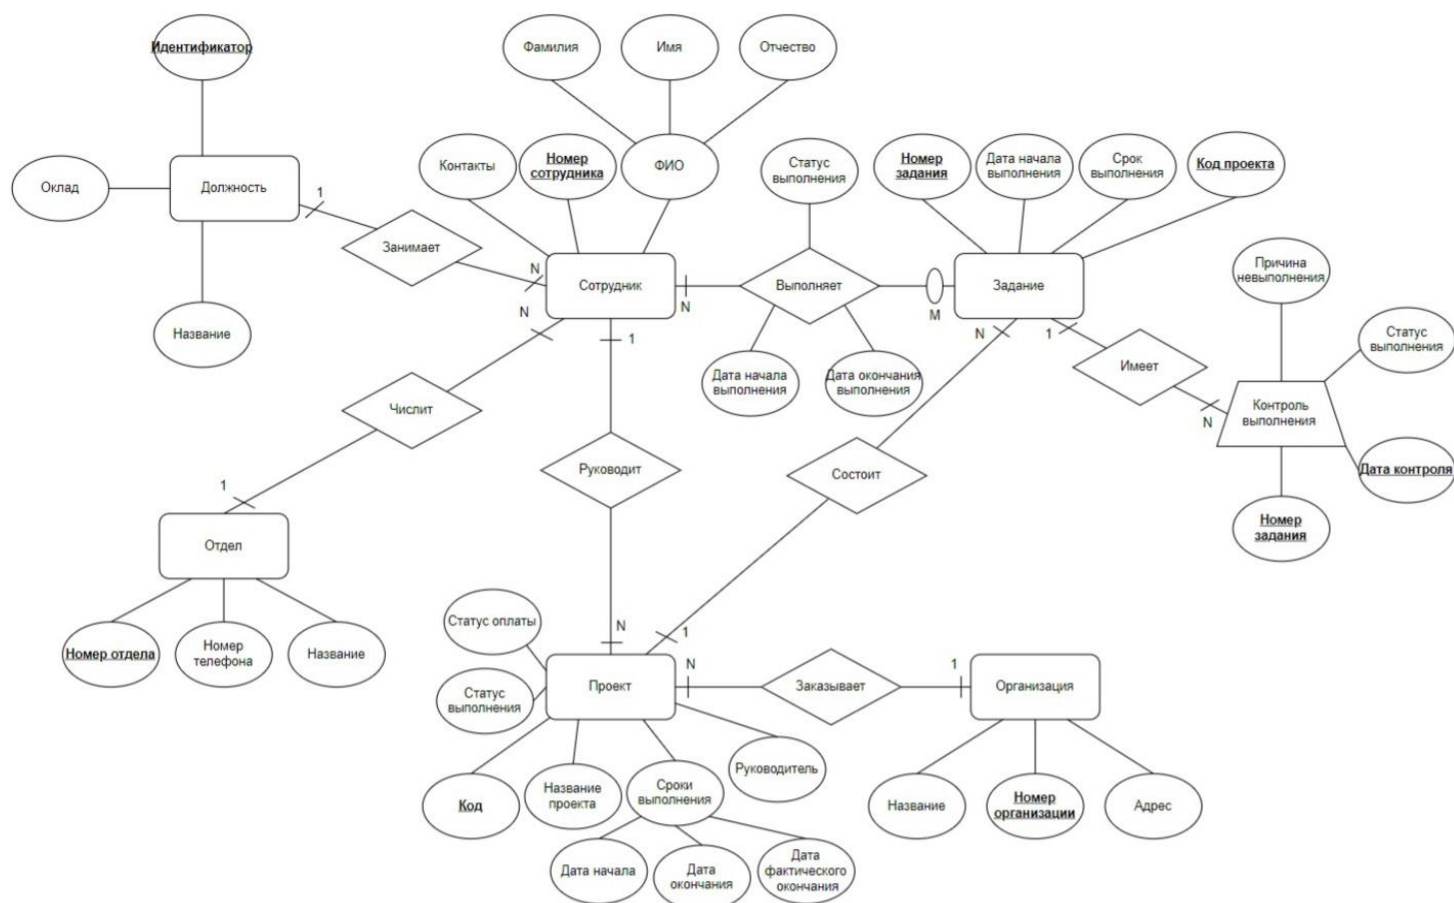 Идентификатор
Фамилия
Имя
Отчество
Оклад
Должность
1
Контакты
Номер
сотрудника
ФИО
Статус
выполнения
Номер
задания
Дата начала
выполнения
Срок
выполнения
Код проекта
Занимает
N
Сотрудник
N
Выполняет
M
Задание
Причина
невыполнения
Название
N
1
Дата начала
выполнения
Дата окончания
выполнения
N
1
Имеет
Статус
выполнения
N
Контроль
выполнения
Числит
Руководит
Состоит
Дата контроля
1
Отдел
Номер
задания
Номер отдела
Номер
телефона
Название
Статус оплаты
N
1
Статус
выполнения
Проект
N
Заказывает
1
Организация
Код
Название
проекта
Сроки
выполнения
Руководитель
Название
Номер
организации
Адрес
Дата начала
Дата
окончания
Дата
фактического
окончания